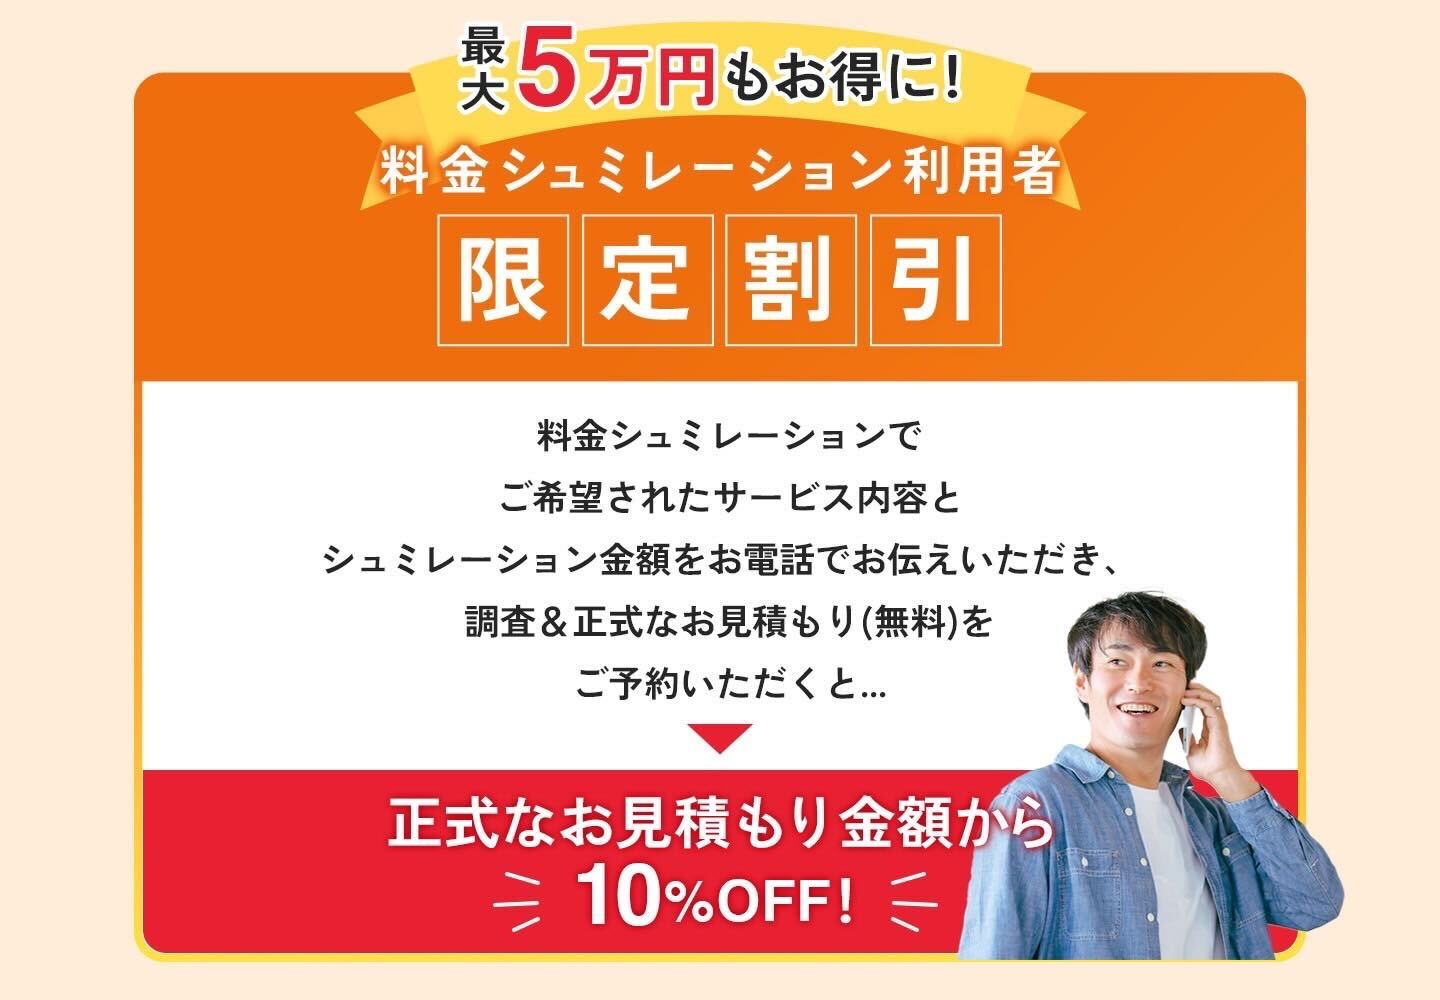 最大5万円もお得に!
料金シュミレーション利用者
限定割引
料金シュミレーションで
ご希望されたサービス内容と
シュミレーション金額をお電話でお伝えいただき、
調査&正式なお見積もり(無料)を
ご予約いただくと...
正式なお見積もり金額から
10%OFF!